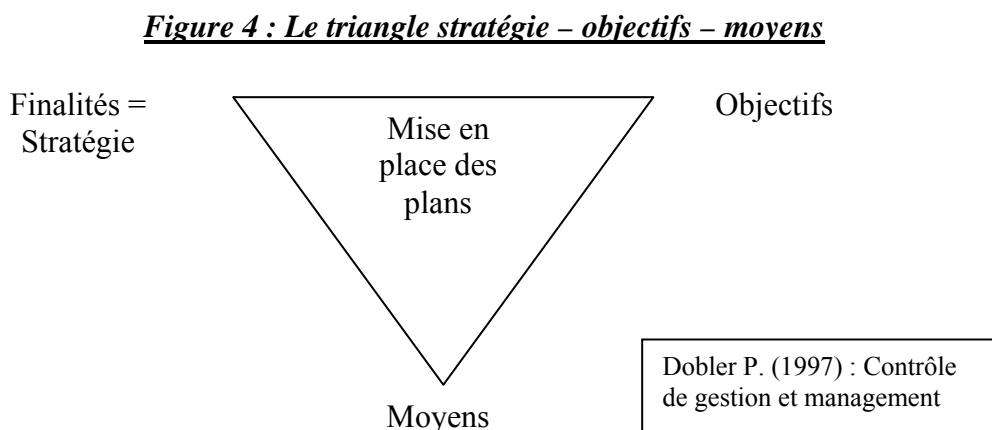 Figure 4 : Le triangle stratégie – objectifs – moyens
Finalités =
Stratégie
Objectifs
Mise en
place des
plans
Moyens
Dobler P. (1997) : Contrôle
de gestion et management